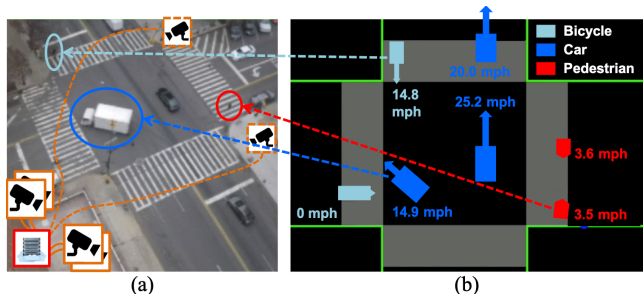 Bicycle
Car
Pedestrian
20.0 mph
14.8
mph
25.2 mph
3.6 mph
0 mph
14.9 mph
3.5 mph
(a)
(b)